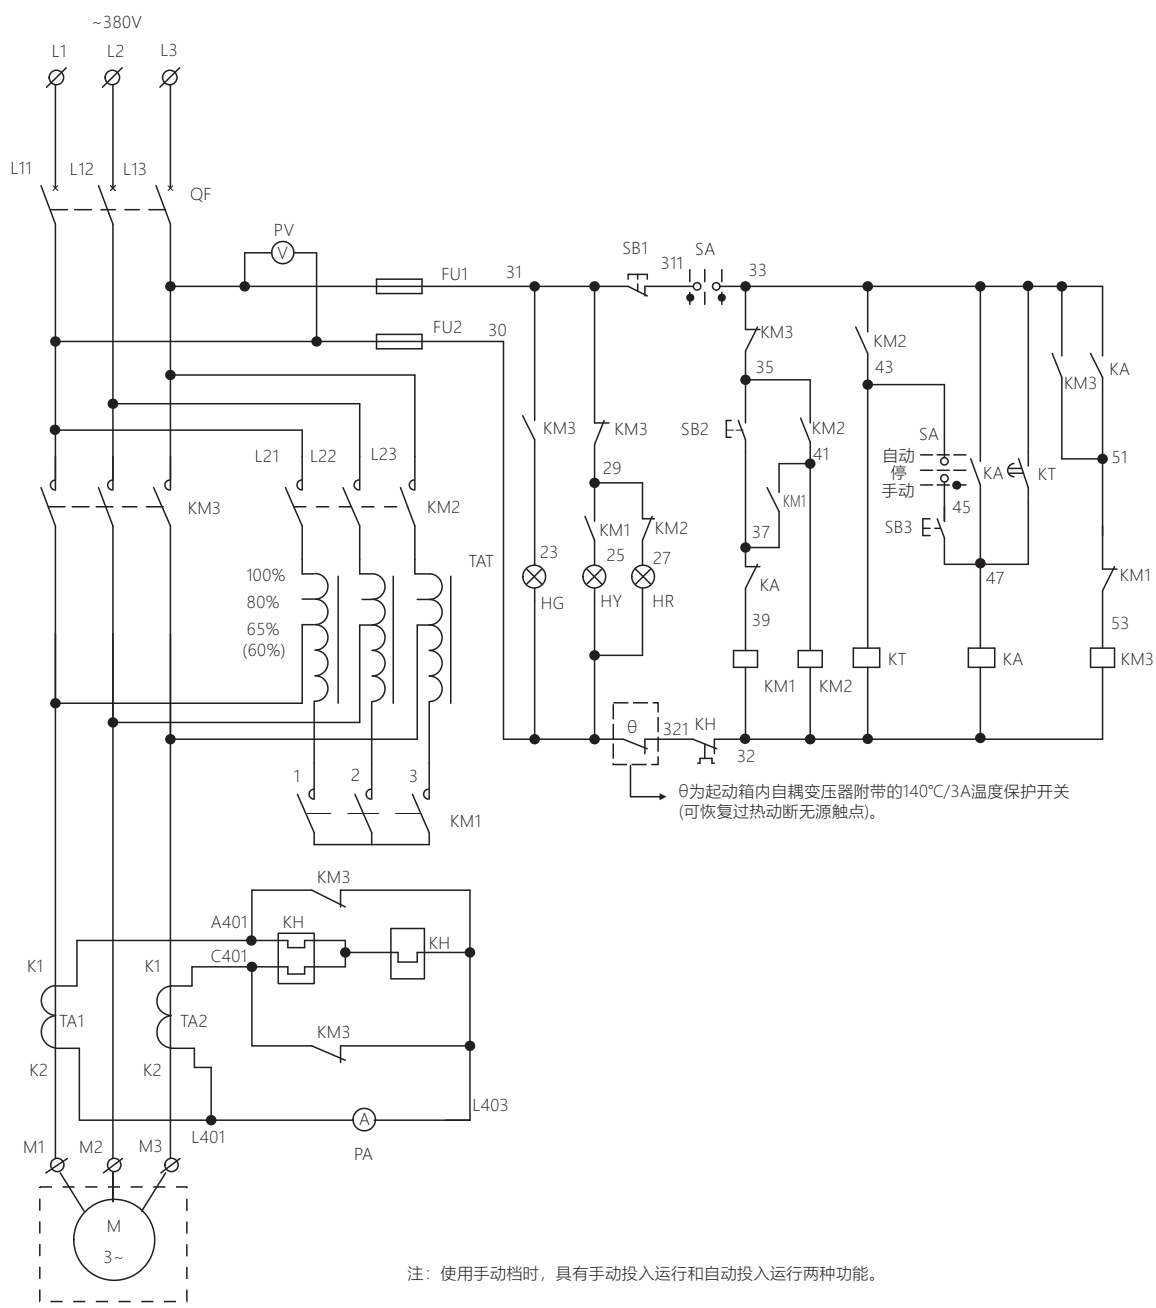 ~380V
L1 L2 L3
L11 L12 L13
QF
PV
V
FU1
FU2
31
30
SB1
311
SA
33
KM3
35
KM2
43
KM3
KA
KM3
KM3
SB2
KM2
41
SA
自动
停
手动
KA
KT
51
L21 L22 L23
KM3
KM2
29
KM1
KM2
KM1
45
SB3
37
TAT
23
25
27
HG
HY
HR
KA
47
KM1
100%
80%
65%
(60%)
39
53
KM1
KM2
KT
KA
KM3
θ
321
KH
32
1 2 3
KM1
θ为起动箱内自耦变压器附带的140℃/3A温度保护开关
(可恢复过热动断无源触点)。
KM3
A401
KH
KH
C401
K1
K1
TA1
TA2
KM3
K2
K2
L403
A
L401
PA
M1 M2 M3
M
3~
注：使用手动档时，具有手动投入运行和自动投入运行两种功能。